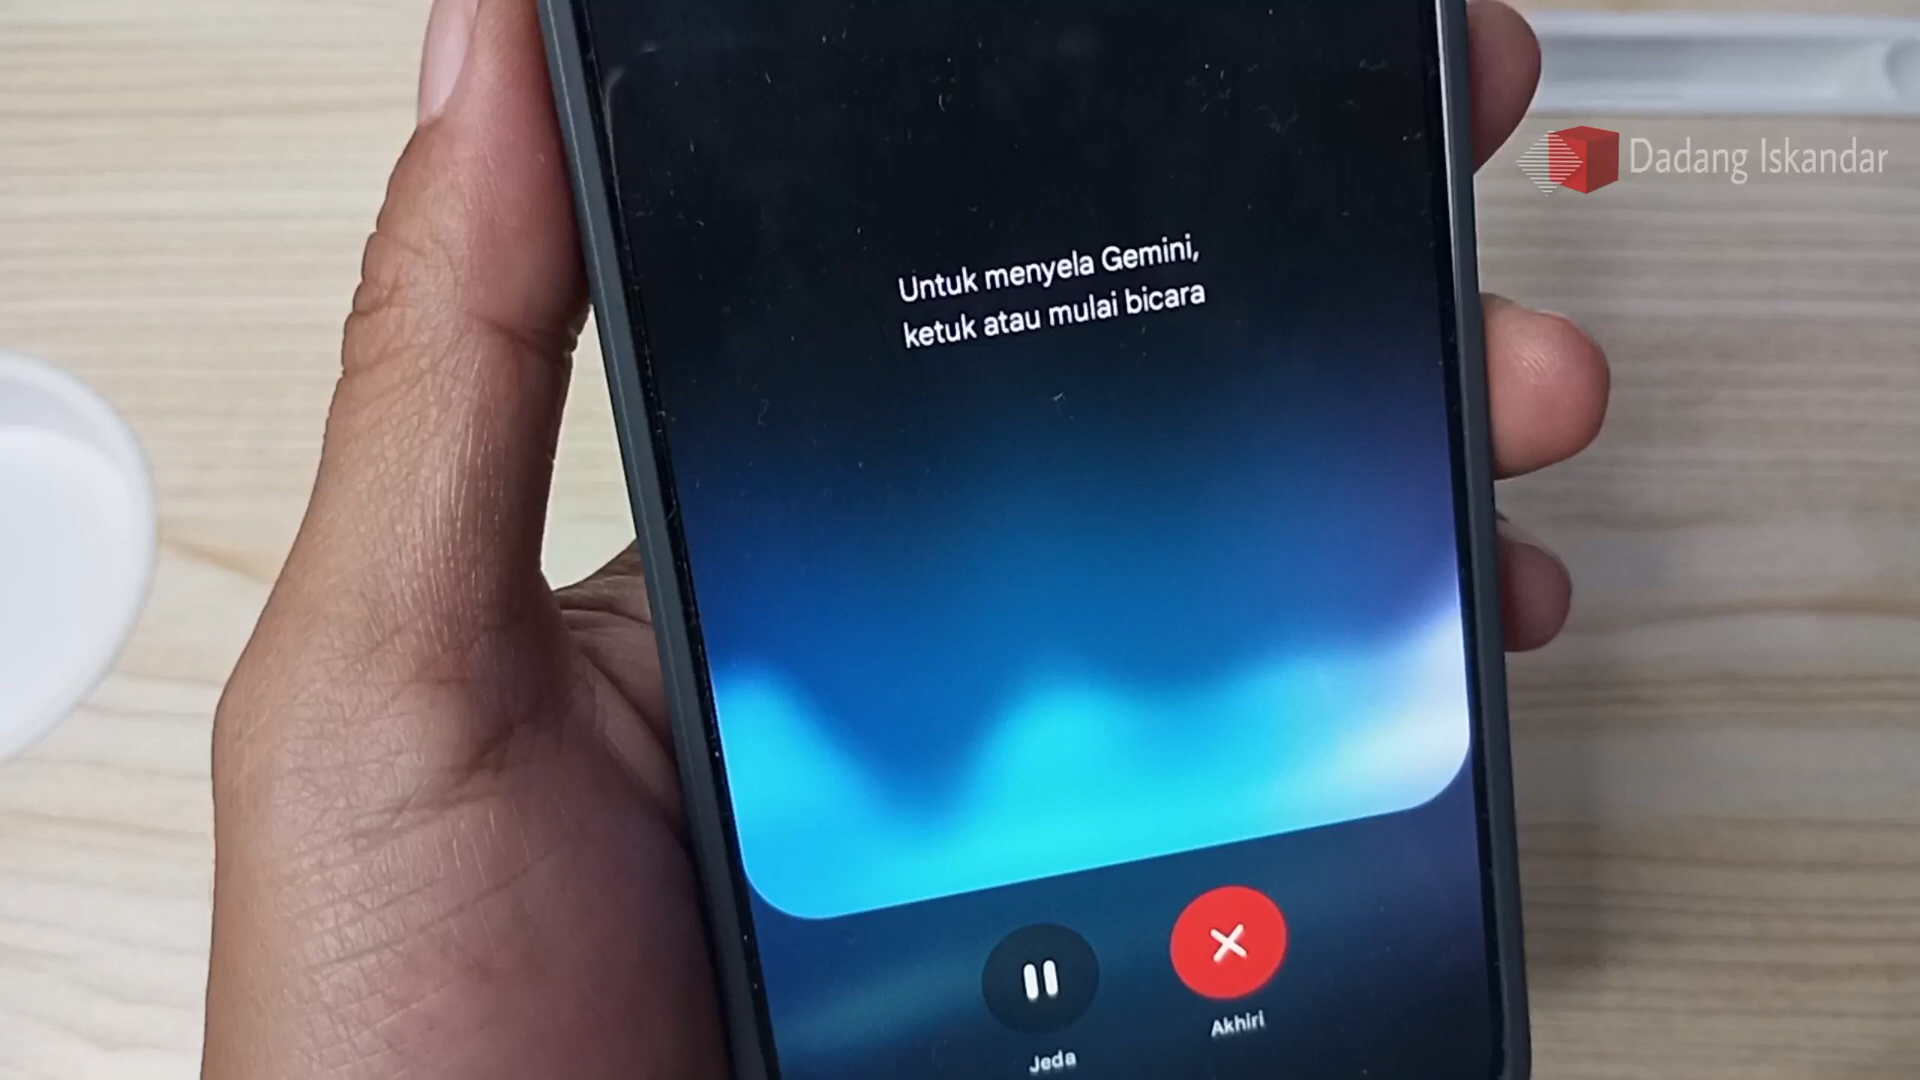 Dadang Iskandar
Untuk menyela Gemini,
ketuk atau mulai bicara
Jeda
Akhiri